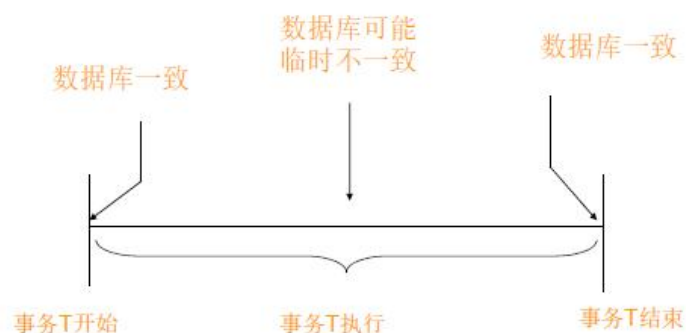 数据库一致
数据库可能
临时不一致
数据库一致
事务T开始
事务T执行
事务T结束